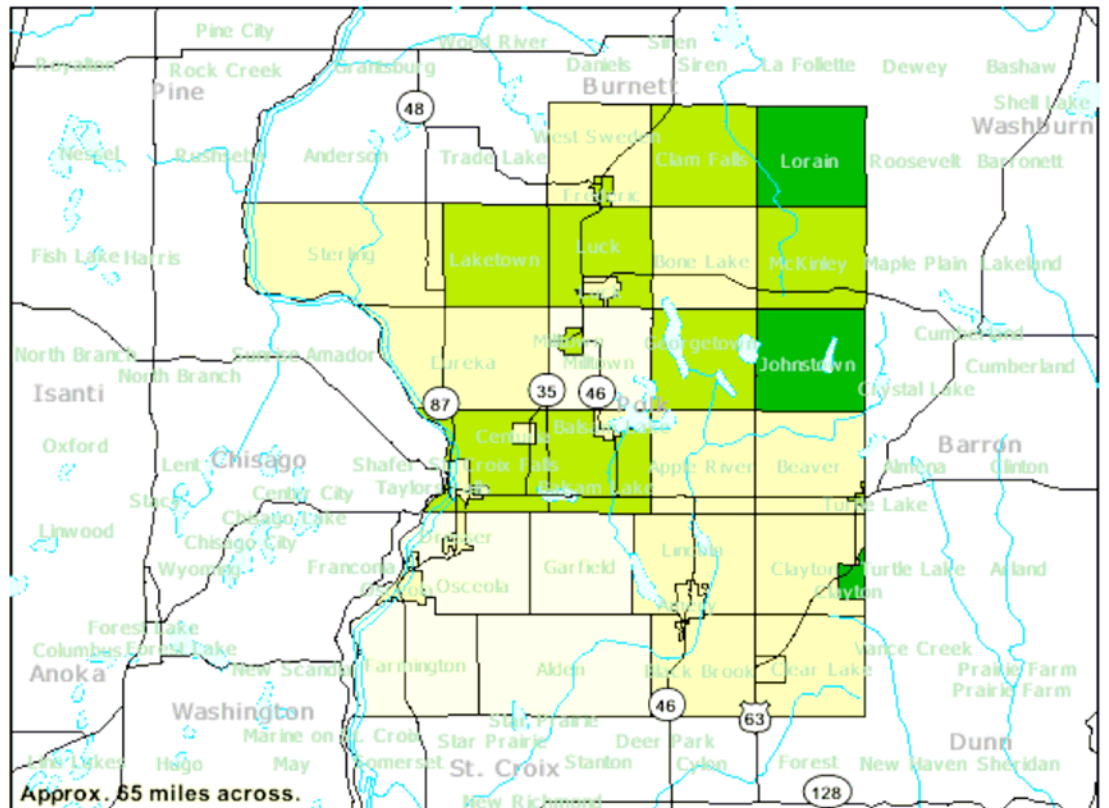 Pine City
Wood River
Siren
Royalton
Rock Creek
Grantsburg
Daniels
Siren
La Follette
Dewey
Bashaw
Pine
Burnett
48
Shell Lake
Washburn
West Sweden
Nessel
Rushseba
Anderson
Trade Lake
Clam Falls
Lorain
Roosevelt
Barronett
Frederic
Fish Lake
Harris
Sterling
Laketown
Luck
Bone Lake
McKinley
Maple Plain
Lakeland
Luck
North Branch
Sunrise
Amador
Milltown
Georgetown
Cumberland
North Branch
Eureka
Milltown
Johnstown
Cumberland
Isanti
Crystal Lake
87
35
46
Polk
Oxford
Centuria
Balsam Lake
Barron
Chisago
Lent
Shafer
St. Croix Falls
Apple River
Beaver
Almena
Clinton
Stacy
Center City
Taylors Falls
Balsam Lake
Turtle Lake
Linwood
Chisago Lake
Chisago City
Dresser
Lincoln
Wyoming
Franconia
Osceola
Osceola
Garfield
Clayton
Turtle Lake
Arland
Amery
Clayton
Forest Lake
Columbus
Forest Lake
New Scandia
Farmington
Alden
Black Brook
Clear Lake
Vance Creek
Anoka
Prairie Farm
Prairie Farm
Washington
46
63
Star Prairie
Marine on St. Croix
Star Prairie
Deer Park
Dunn
Lino Lakes
Hugo
May
Somerset
St. Croix
Stanton
Cylon
Forest
New Haven
Sheridan
Approx. 65 miles across.
New Richmond
128